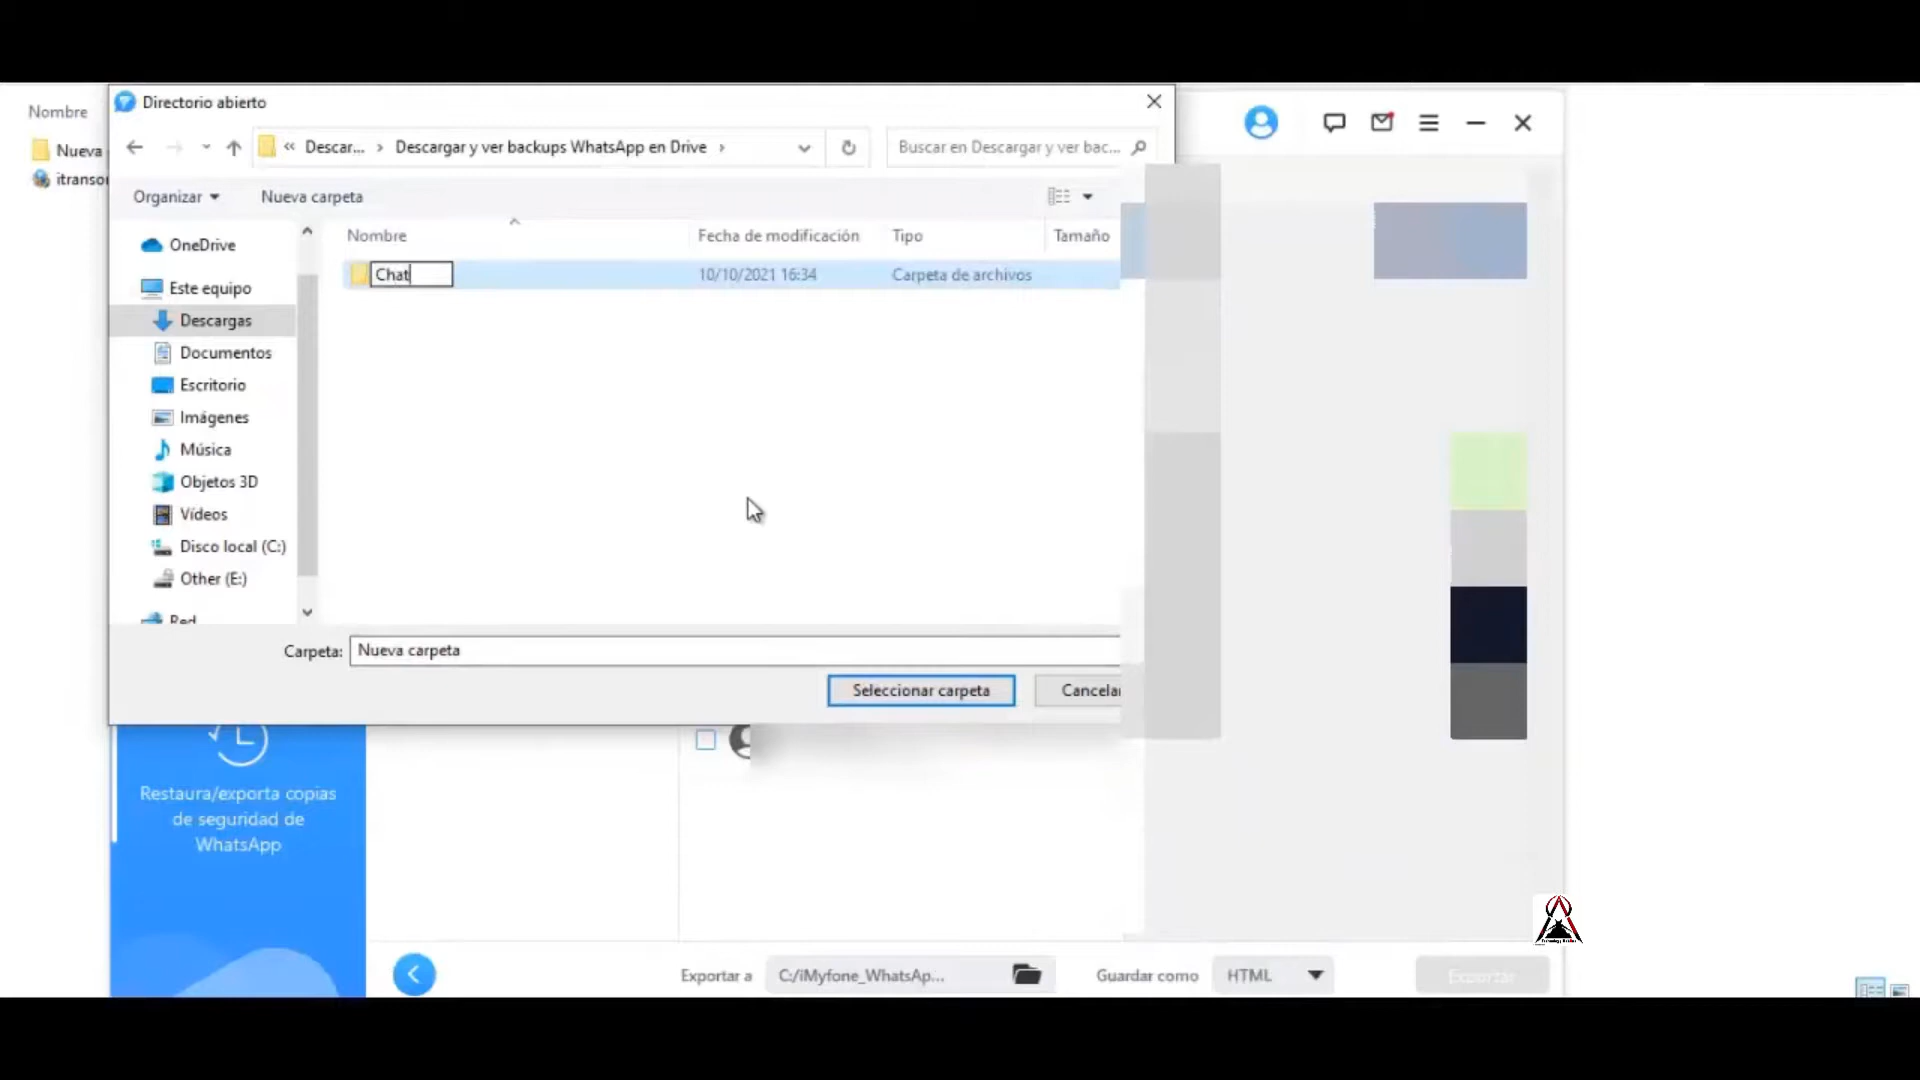 Nombre
Nueva
itransor
Directorio abierto
« Descar... › Descargar y ver backups WhatsApp en Drive ›
Buscar en Descargar y ver bac...
Organizar
Nueva carpeta
Nombre
Fecha de modificación
Tipo
Tamaño
Chat
10/10/2021 16:34
Carpeta de archivos
OneDrive
Este equipo
Descargas
Documentos
Escritorio
Imágenes
Música
Objetos 3D
Vídeos
Disco local (C:)
Other (E:)
Red
Carpeta:
Nueva carpeta
Seleccionar carpeta
Cancelar
Restaura/exporta copias
de seguridad de
WhatsApp
Exportar a
C:/iMyfone_WhatsAp...
Guardar como
HTML
Exportar